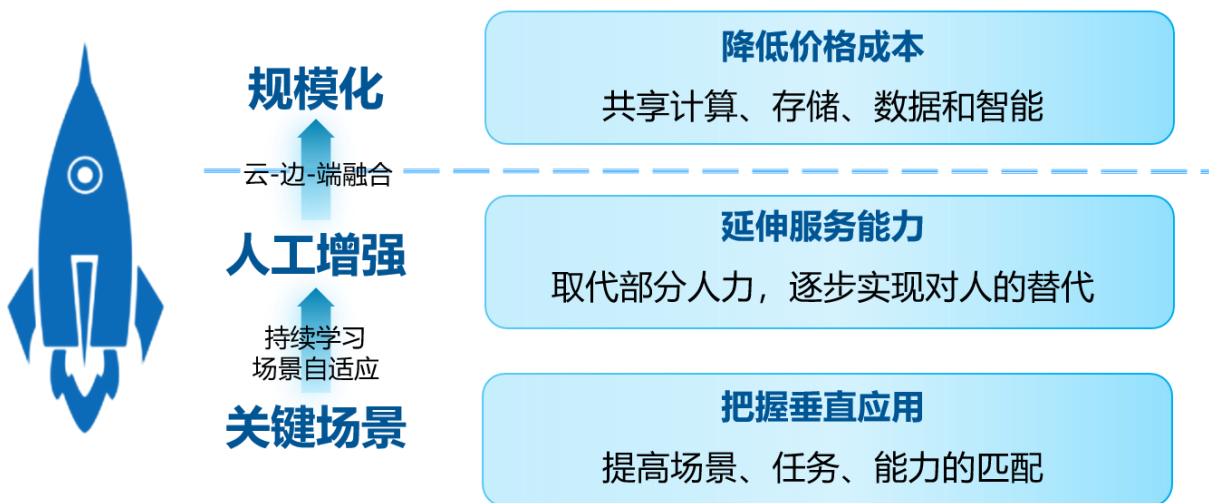 降低价格成本
规模化
共享计算、存储、数据和智能
云-边-端融合
延伸服务能力
人工增强
取代部分人力，逐步实现对人的替代
持续学习
场景自适应
把握垂直应用
关键场景
提高场景、任务、能力的匹配